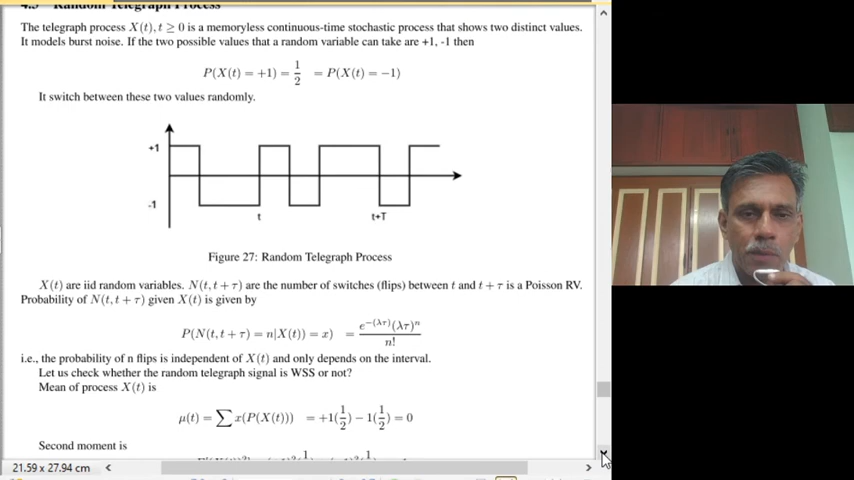 4.5 Random Telegraph Process
The telegraph process X(t), t ≥ 0 is a memoryless continuous-time stochastic process that shows two distinct values.
It models burst noise. If the two possible values that a random variable can take are +1, -1 then
P(X(t) = +1) = 1/2 = P(X(t) = −1)
It switch between these two values randomly.
+1
-1
t
t+T
Figure 27: Random Telegraph Process
X(t) are iid random variables. N(t, t + τ) are the number of switches (flips) between t and t + τ is a Poisson RV.
Probability of N(t, t + τ) given X(t) is given by
P(N(t, t + τ) = n|X(t)) = x) = e^{−(λτ)}(λτ)^n / n!
i.e., the probability of n flips is independent of X(t) and only depends on the interval.
Let us check whether the random telegraph signal is WSS or not?
Mean of process X(t) is
μ(t) = ∑ x(P(X(t))) = +1(1/2) − 1(1/2) = 0
Second moment is
21.59 x 27.94 cm